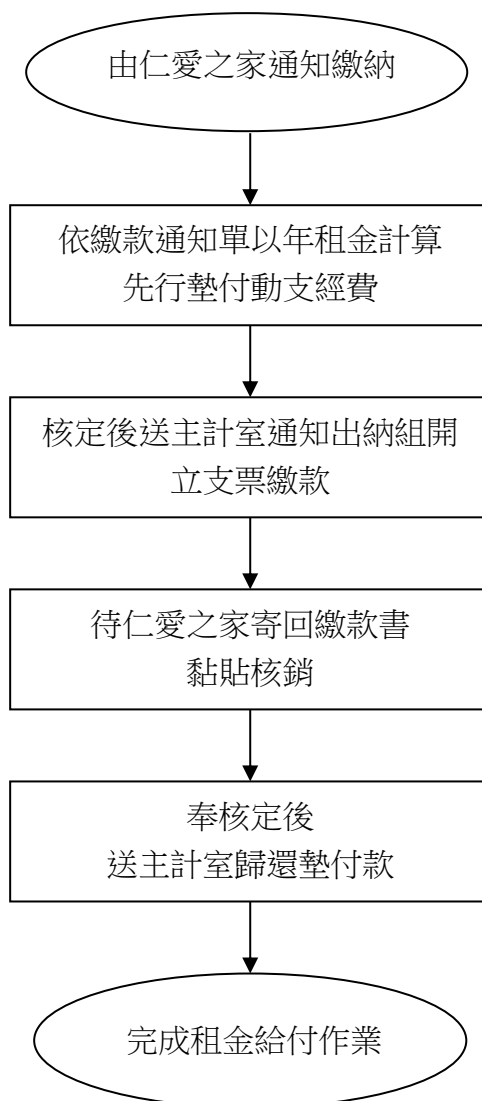 由仁愛之家通知繳納
依繳款通知單以年租金計算
先行墊付動支經費
核定後送主計室通知出納組開
立支票繳款
待仁愛之家寄回繳款書
黏貼核銷
奉核定後
送主計室歸還墊付款
完成租金給付作業